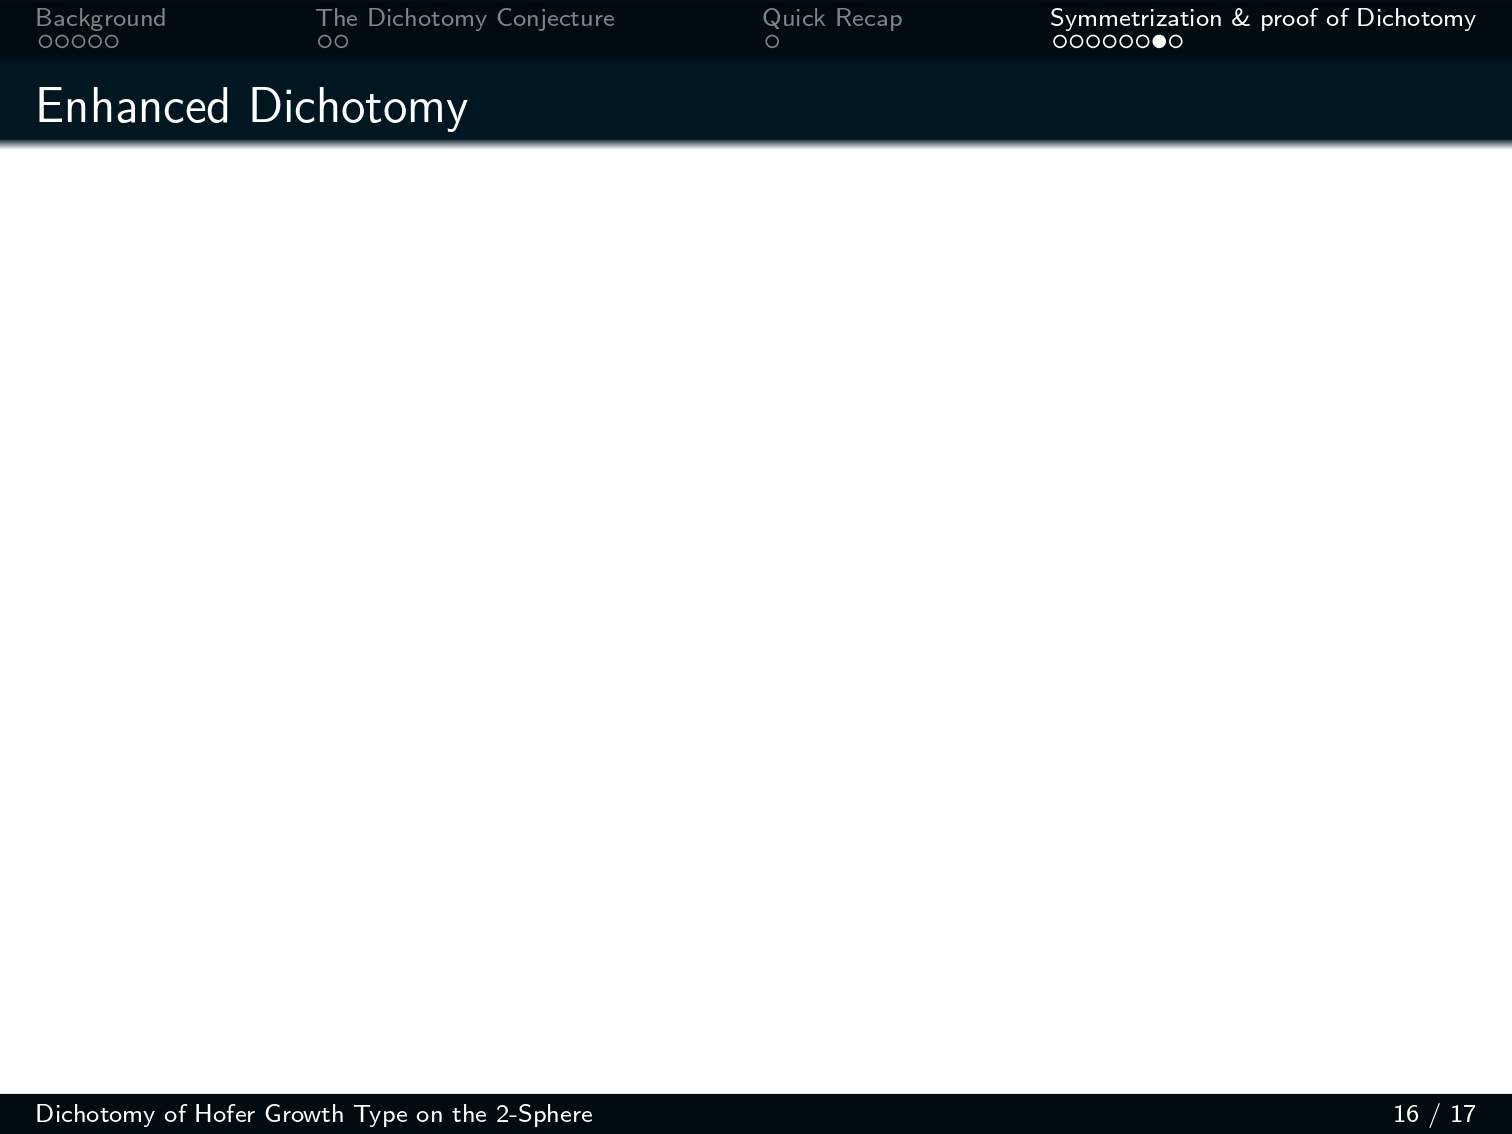 Background The Dichotomy Conjecture Quick Recap Symmetrization & proof of Dichotomy
Enhanced Dichotomy
Dichotomy of Hofer Growth Type on the 2-Sphere 16 / 17